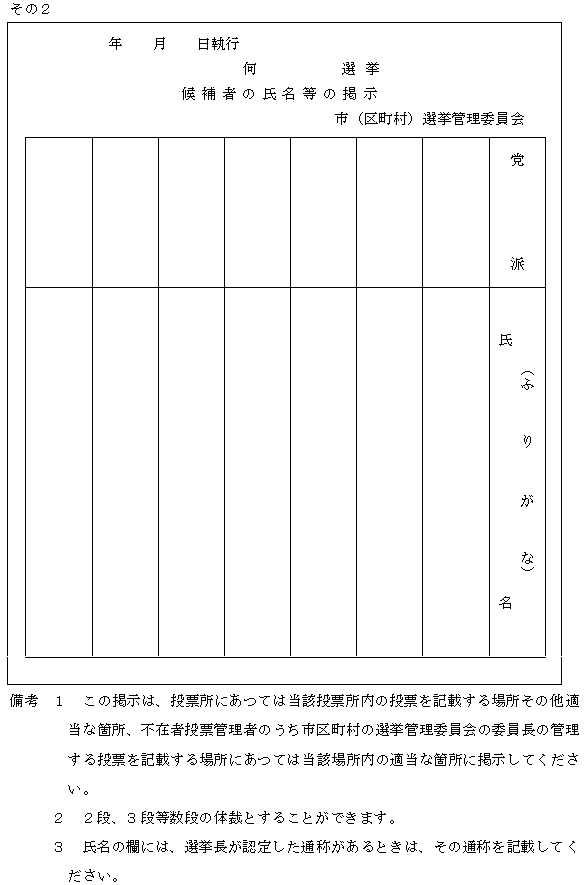 その２
年　　月　　日執行
何　　　　　選　挙
候補者の氏名等の掲示
市（区町村）選挙管理委員会
党　　派
氏　　名
（ふりがな）
備考　１　この掲示は、投票所にあつては当該投票所内の投票を記載する場所その他適
当な箇所、不在者投票管理者のうち市区町村の選挙管理委員会の委員長の管理
する投票を記載する場所にあつては当該場所内の適当な箇所に掲示してくださ
い。
２　２段、３段等数段の体裁とすることができます。
３　氏名の欄には、選挙長が認定した通称があるときは、その通称を記載してく
ださい。